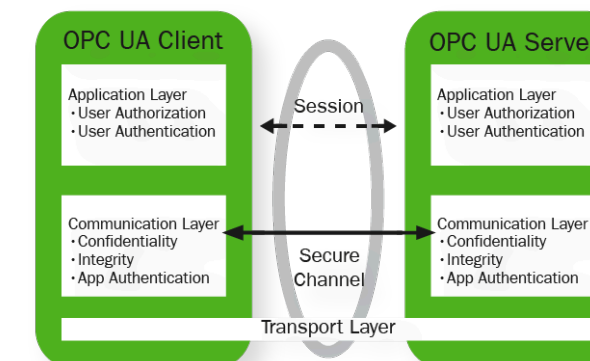 OPC UA Client
OPC UA Serve
Application Layer
· User Authorization
· User Authentication
Session
Application Layer
· User Authorization
· User Authentication
Communication Layer
· Confidentiality
· Integrity
· App Authentication
Secure
Channel
Communication Layer
· Confidentiality
· Integrity
· App Authentication
Transport Layer